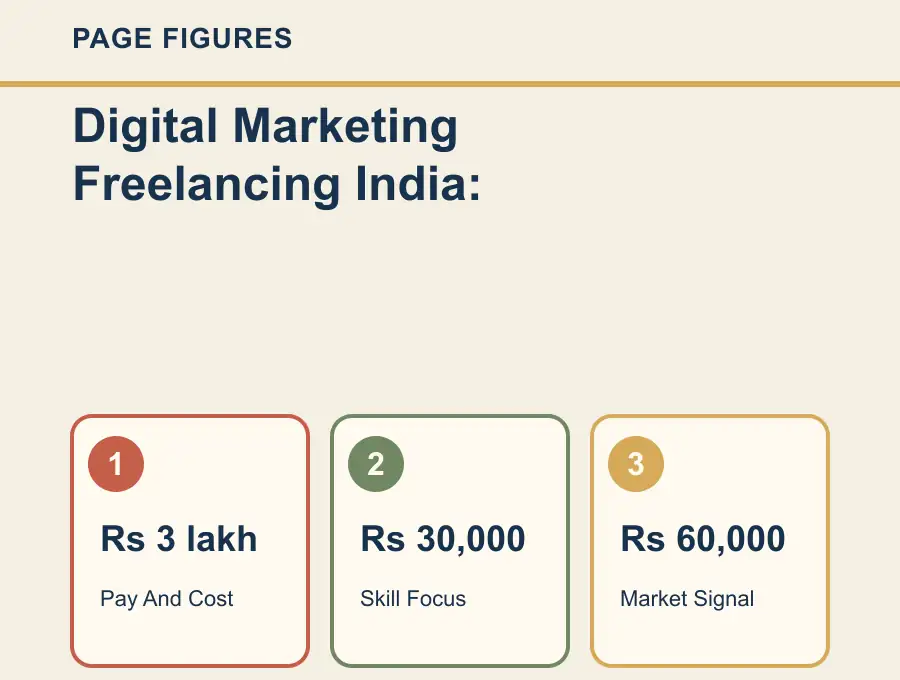 PAGE FIGURES
Digital Marketing
Freelancing India:
1
Rs 3 lakh
Pay And Cost
2
Rs 30,000
Skill Focus
3
Rs 60,000
Market Signal